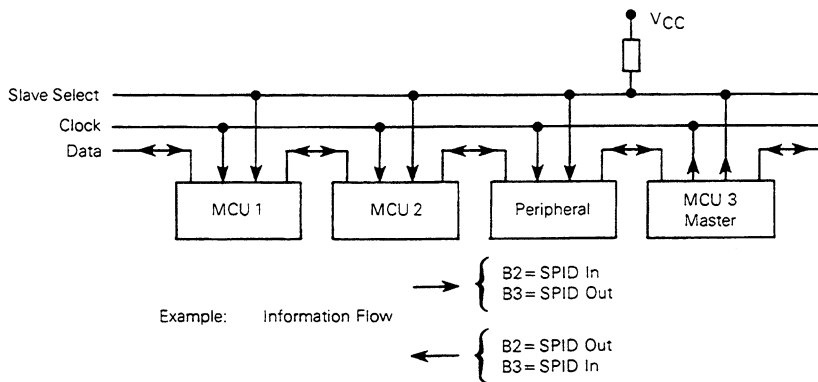 VCC
Slave Select
Clock
Data
MCU 1
MCU 2
Peripheral
MCU 3
Master
B2= SPID In
B3= SPID Out
Example: Information Flow
B2= SPID Out
B3= SPID In